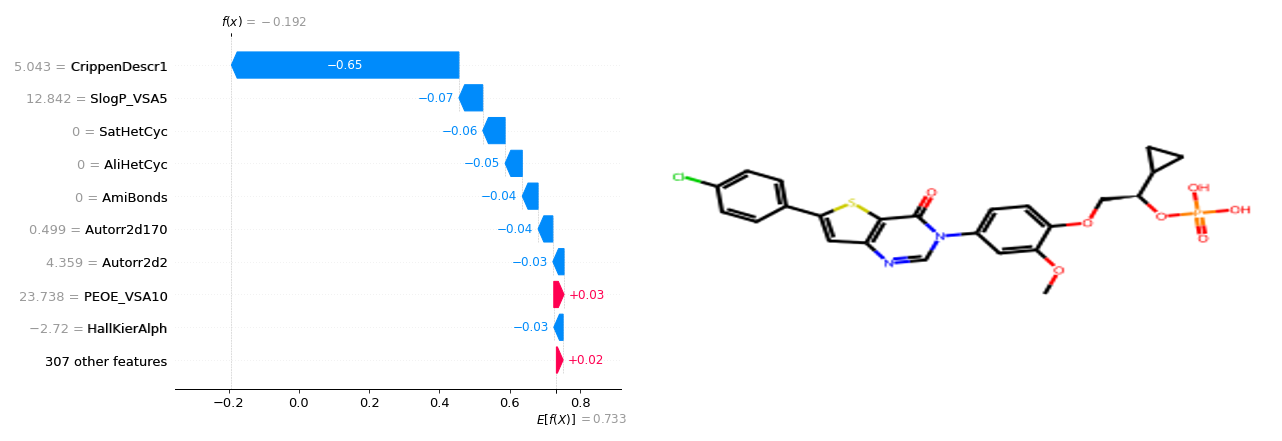 f(x) = −0.192
5.043 = CrippenDescr1
−0.65
12.842 = SlogP_VSA5
−0.07
0 = SatHetCyc
−0.06
0 = AliHetCyc
−0.05
0 = AmiBonds
−0.04
0.499 = Autorr2d170
−0.04
4.359 = Autorr2d2
−0.03
23.738 = PEOE_VSA10
+0.03
−2.72 = HallKierAlph
−0.03
307 other features
+0.02
−0.2 0.0 0.2 0.4 0.6 0.8
E[f(X)] = 0.733
Cl
S
O
N
N
O
O
O
OH
P
OH
O